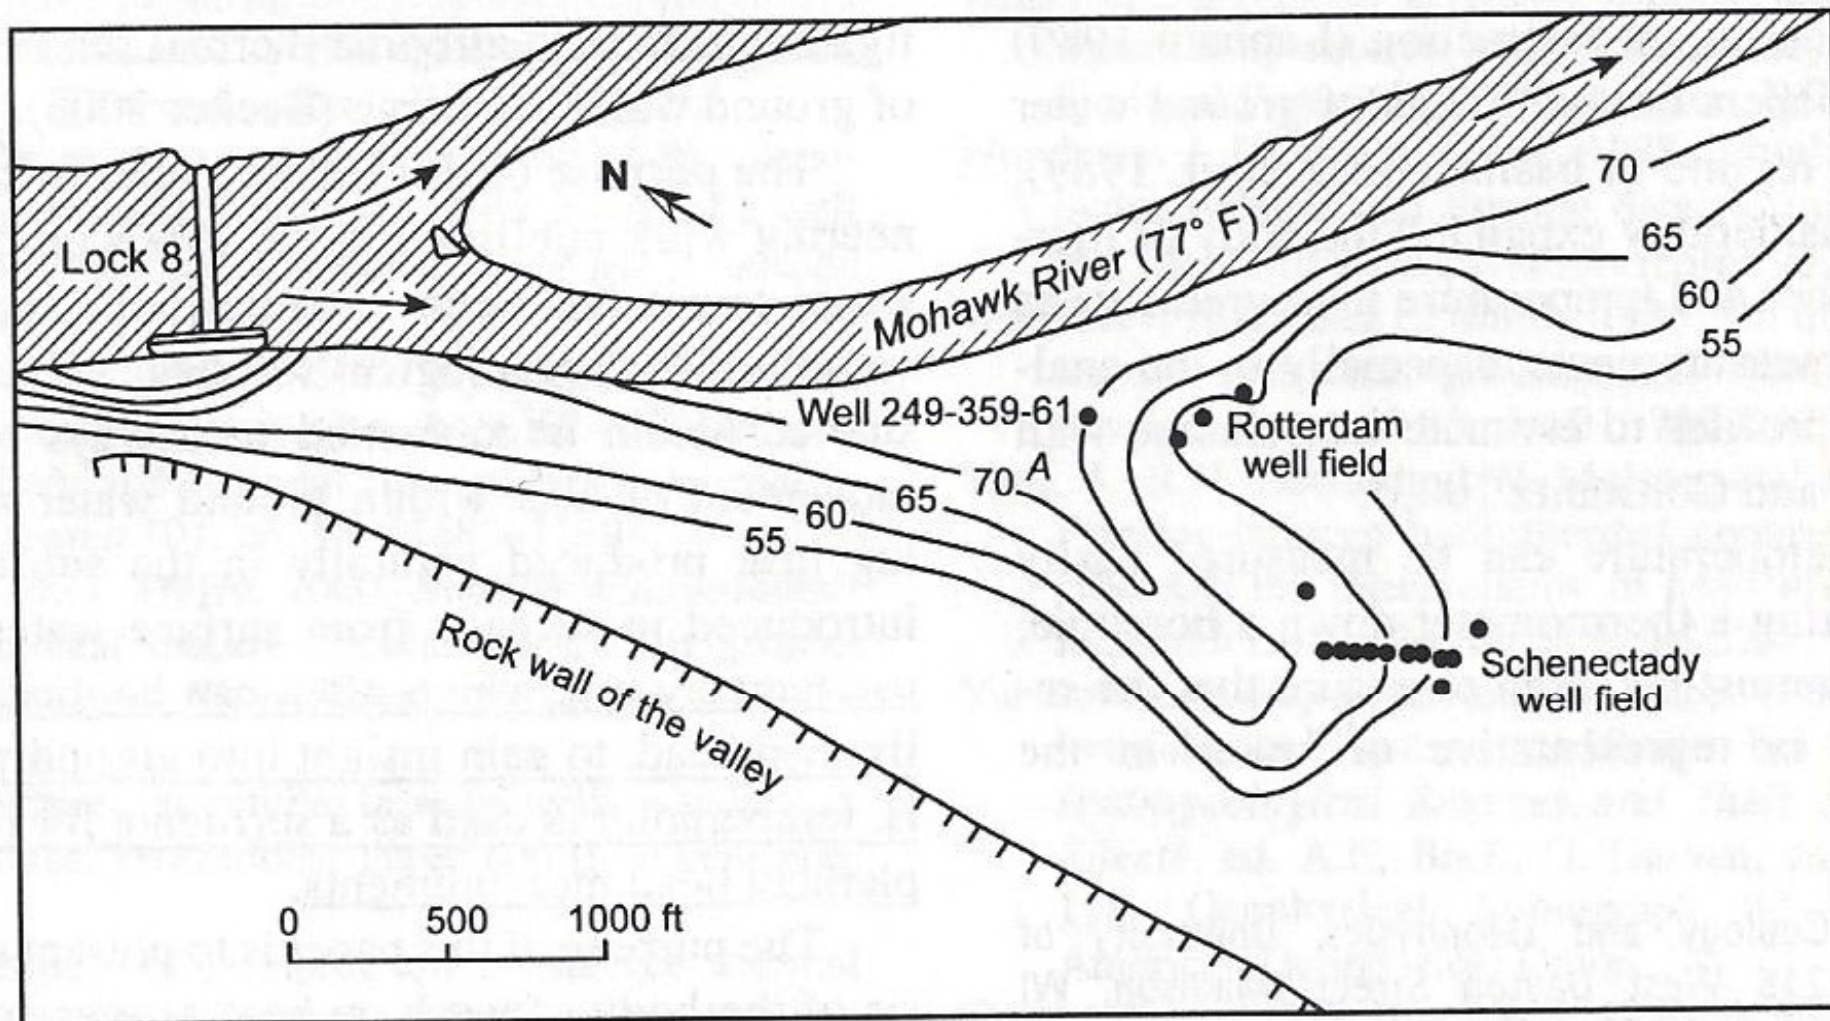 N
Lock 8
Mohawk River (77° F)
70
65
60
55
Well 249-359-61
A
70
65
60
55
Rotterdam
well field
Schenectady
well field
Rock wall of the valley
0 500 1000 ft